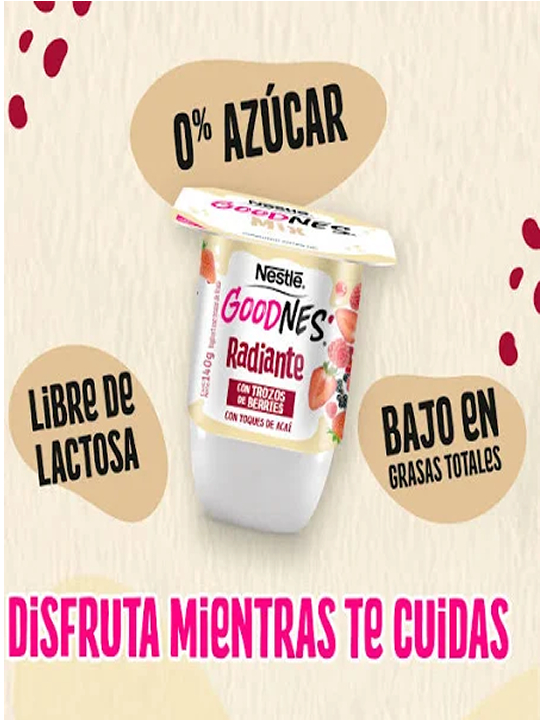 0% AZÚCAR
Nestlé
GOODNES
MIX
Nestlé
GOODNES
Radiante
CON TROZOS
DE BERRIES
CON TOQUES DE ACAÍ
140g
LIBRE DE
LACTOSA
BAJO EN
GRASAS TOTALES
DISFRUTA MIENTRAS TE CUIDAS